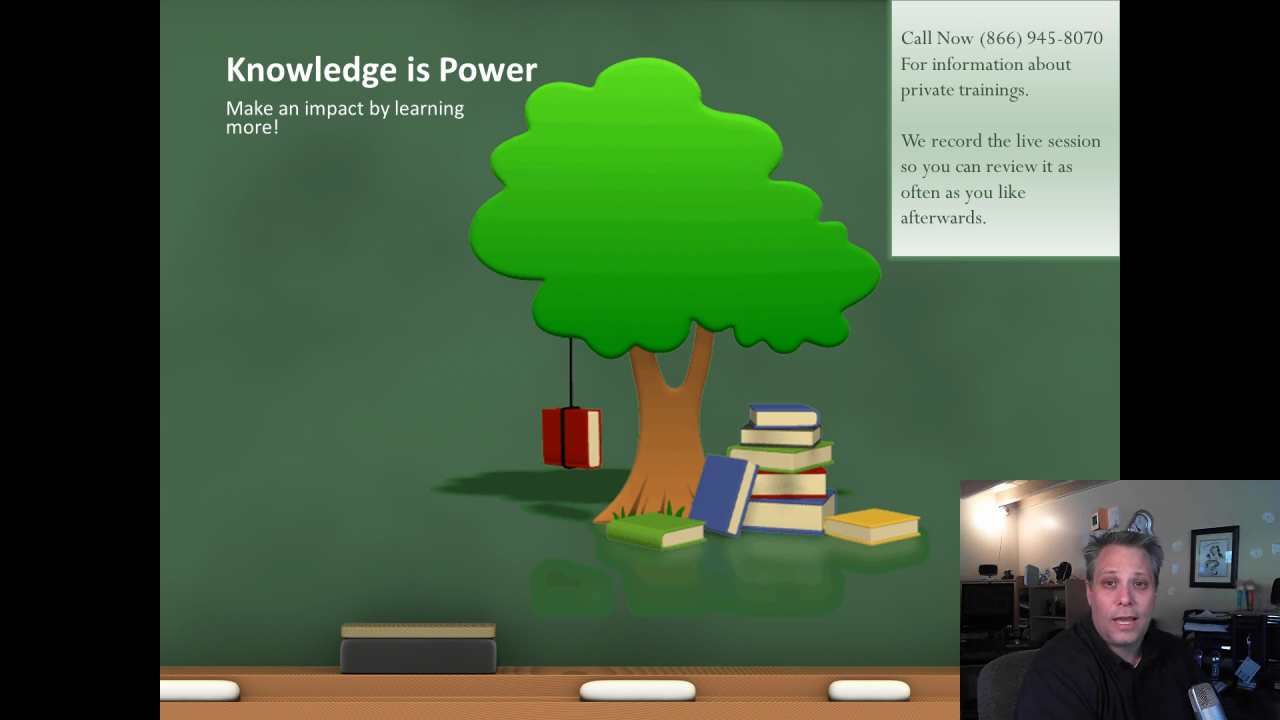 Knowledge is Power
Make an impact by learning
more!
Call Now (866) 945-8070
For information about
private trainings.
We record the live session
so you can review it as
often as you like
afterwards.